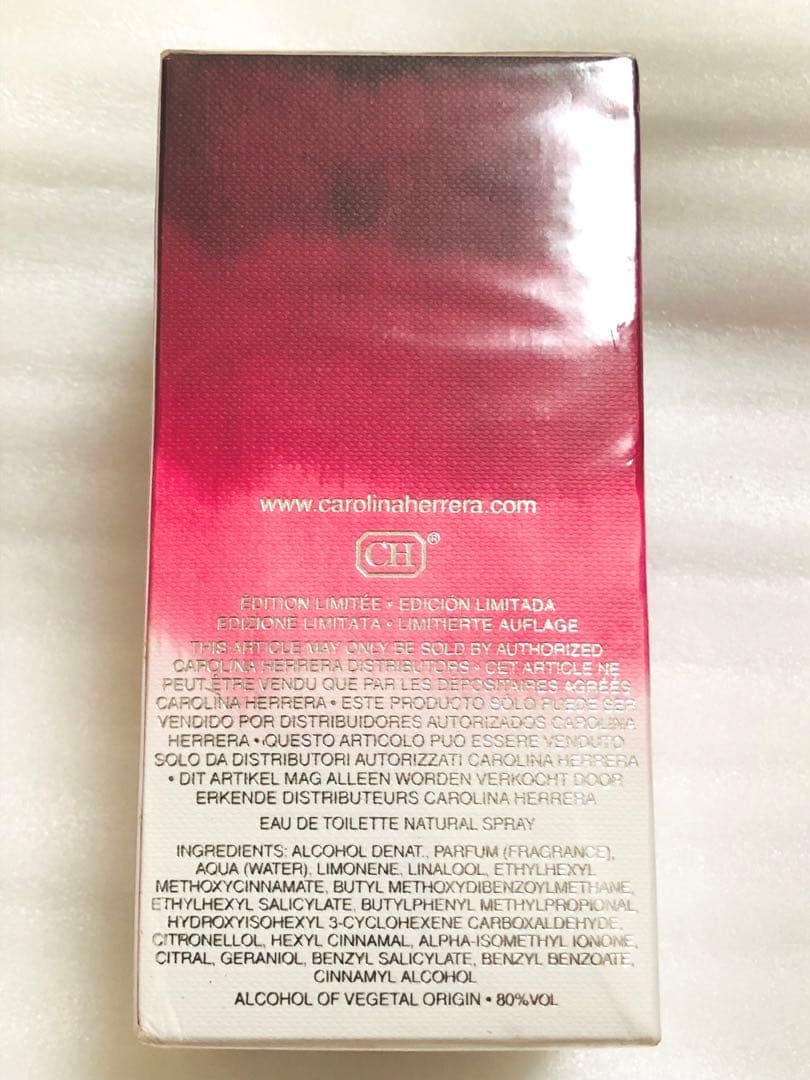 www.carolinaherrera.com
CH®
ÉDITION LIMITÉE • EDICIÓN LIMITADA
EDIZIONE LIMITATA • LIMITIERTE AUFLAGE
THIS ARTICLE MAY ONLY BE SOLD BY AUTHORIZED
CAROLINA HERRERA DISTRIBUTORS • CET ARTICLE NE
PEUT ÊTRE VENDU QUE PAR LES DÉPOSITAIRES AGRÉÉS
CAROLINA HERRERA • ESTE PRODUCTO SÓLO PUEDE SER
VENDIDO POR DISTRIBUIDORES AUTORIZADOS CAROLINA
HERRERA • QUESTO ARTICOLO PUO ESSERE VENDUTO
SOLO DA DISTRIBUTORI AUTORIZZATI CAROLINA HERRERA
• DIT ARTIKEL MAG ALLEEN WORDEN VERKOCHT DOOR
ERKENDE DISTRIBUTEURS CAROLINA HERRERA
EAU DE TOILETTE NATURAL SPRAY
INGREDIENTS: ALCOHOL DENAT., PARFUM (FRAGRANCE),
AQUA (WATER), LIMONENE, LINALOOL, ETHYLHEXYL
METHOXYCINNAMATE, BUTYL METHOXYDIBENZOYLMETHANE,
ETHYLHEXYL SALICYLATE, BUTYLPHENYL METHYLPROPIONAL,
HYDROXYISOHEXYL 3-CYCLOHEXENE CARBOXALDEHYDE,
CITRONELLOL, HEXYL CINNAMAL, ALPHA-ISOMETHYL IONONE,
CITRAL, GERANIOL, BENZYL SALICYLATE, BENZYL BENZOATE,
CINNAMYL ALCOHOL
ALCOHOL OF VEGETAL ORIGIN • 80%VOL